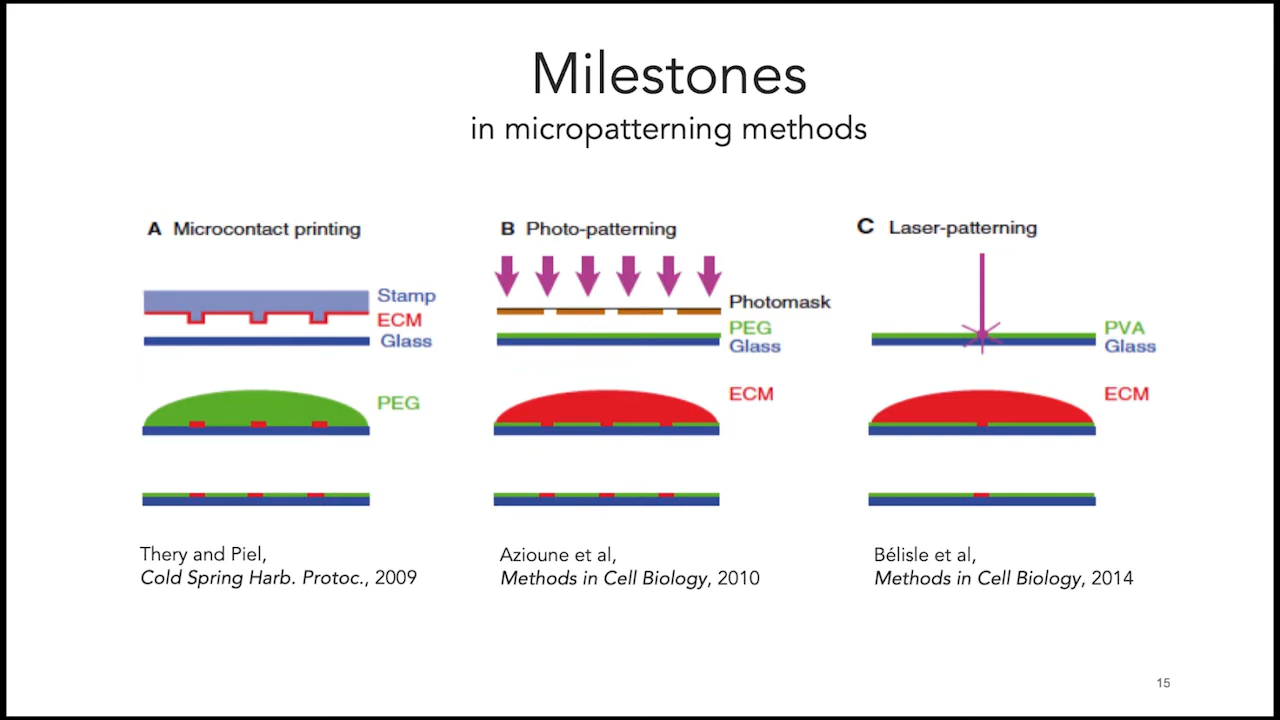 Milestones
in micropatterning methods
A Microcontact printing
Stamp
ECM
Glass
PEG
Thery and Piel,
Cold Spring Harb. Protoc., 2009
B Photo-patterning
Photomask
PEG
Glass
ECM
Azioune et al,
Methods in Cell Biology, 2010
C Laser-patterning
PVA
Glass
ECM
Bélisle et al,
Methods in Cell Biology, 2014
15